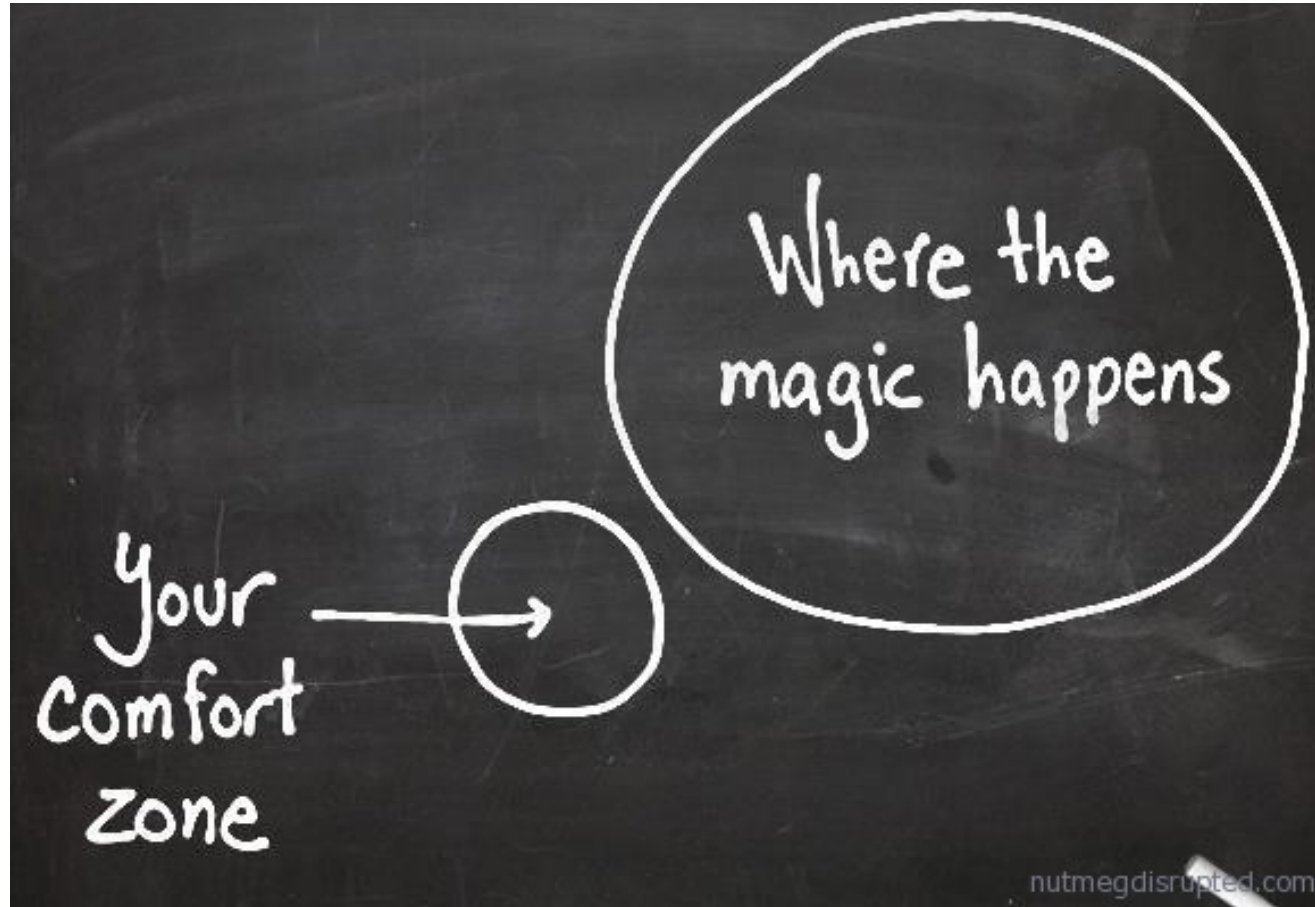 Where the
magic happens
Your
comfort
zone
nutmegdisrupted.com